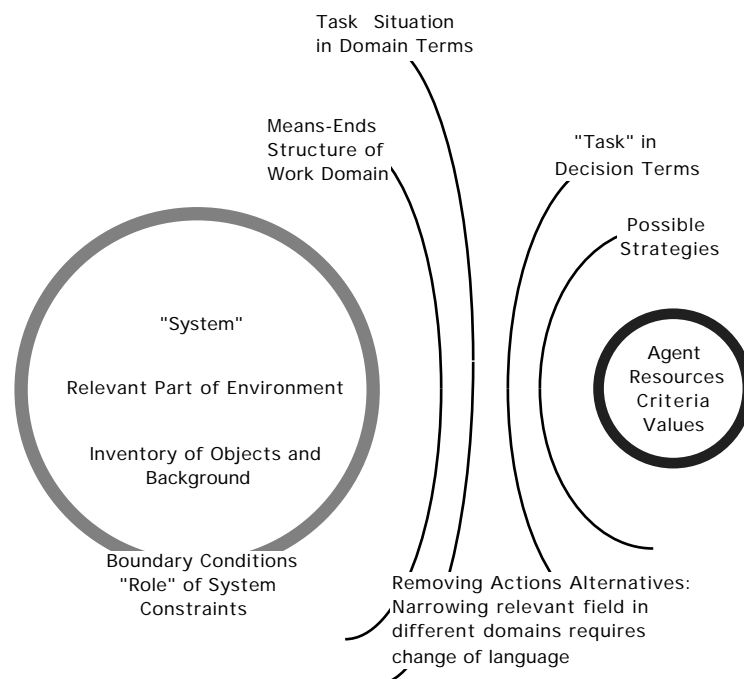 Task Situation
in Domain Terms
Means-Ends
Structure of
Work Domain
"Task" in
Decision Terms
Possible
Strategies
"System"
Relevant Part of Environment
Inventory of Objects and
Background
Agent
Resources
Criteria
Values
Boundary Conditions
"Role" of System
Constraints
Removing Actions Alternatives:
Narrowing relevant field in
different domains requires
change of language